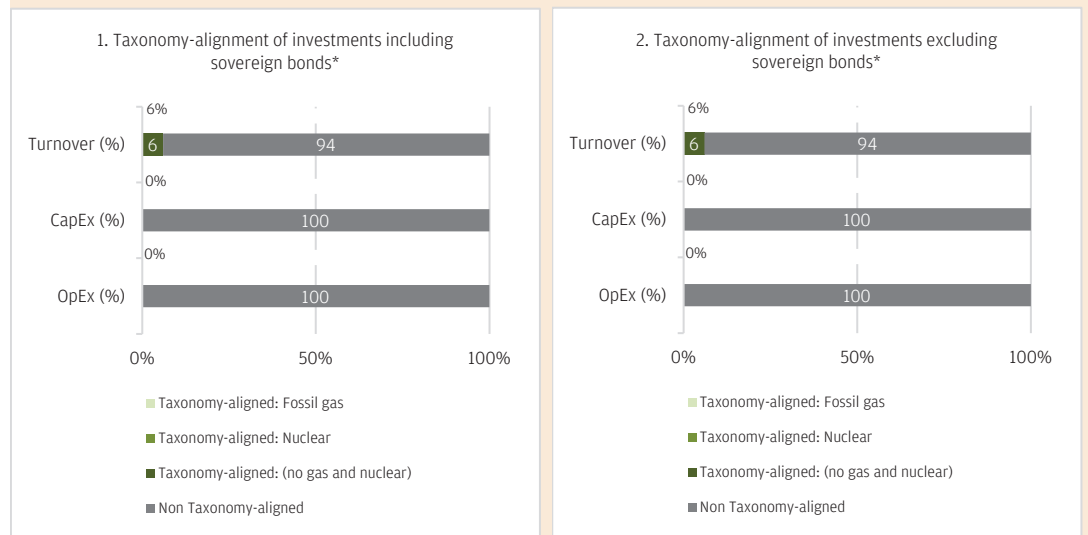 1. Taxonomy-alignment of investments including
sovereign bonds*
6%
Turnover (%)
6
94
0%
CapEx (%)
100
0%
OpEx (%)
100
0%
50%
100%
Taxonomy-aligned: Fossil gas
Taxonomy-aligned: Nuclear
Taxonomy-aligned: (no gas and nuclear)
Non Taxonomy-aligned
2. Taxonomy-alignment of investments excluding
sovereign bonds*
6%
Turnover (%)
6
94
0%
CapEx (%)
100
0%
OpEx (%)
100
0%
50%
100%
Taxonomy-aligned: Fossil gas
Taxonomy-aligned: Nuclear
Taxonomy-aligned: (no gas and nuclear)
Non Taxonomy-aligned